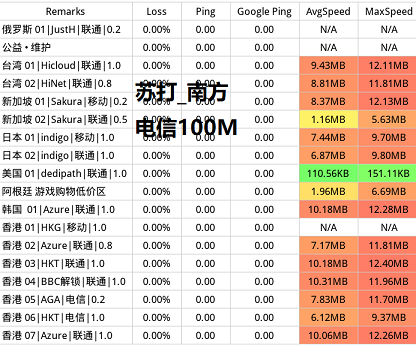 Remarks Loss Ping Google Ping AvgSpeed MaxSpeed
俄罗斯 01|JustH|联通|0.2 0.00% 0.00 0.00 N/A N/A
公益·维护 0.00% 0.00 0.00 N/A N/A
台湾 01|Hicloud|联通|1.0 0.00% 0.00 0.00 9.43MB 12.11MB
台湾 02|HiNet|联通|0.8 0.00% 0.00 0.00 8.81MB 11.81MB
苏打_南方
新加坡 01|Sakura|移动|0.2 0.00% 0.00 0.00 8.37MB 12.13MB
新加坡 02|Sakura|联通|0.5 0.00% 0.00 0.00 1.16MB 5.63MB
电信100M
日本 01|indigo|移动|1.0 0.00% 0.00 0.00 7.44MB 9.70MB
日本 02|indigo|联通|1.0 0.00% 0.00 0.00 6.87MB 9.80MB
美国 01|dedipath|联通|1.0 0.00% 0.00 0.00 110.56KB 151.11KB
阿根廷 游戏购物低价区 0.00% 0.00 0.00 1.96MB 6.69MB
韩国 01|Azure|联通|1.0 0.00% 0.00 0.00 10.18MB 12.28MB
香港 01|HKG|移动|1.0 0.00% 0.00 0.00 N/A N/A
香港 02|Azure|联通|0.8 0.00% 0.00 0.00 7.17MB 11.81MB
香港 03|HKT|联通|1.0 0.00% 0.00 0.00 10.18MB 12.40MB
香港 04|BBC解锁|联通|1.0 0.00% 0.00 0.00 10.31MB 11.96MB
香港 05|AGA|电信|0.2 0.00% 0.00 0.00 7.83MB 11.70MB
香港 06|HKT|电信|1.0 0.00% 0.00 0.00 6.12MB 9.37MB
香港 07|Azure|联通|1.0 0.00% 0.00 0.00 10.06MB 12.26MB